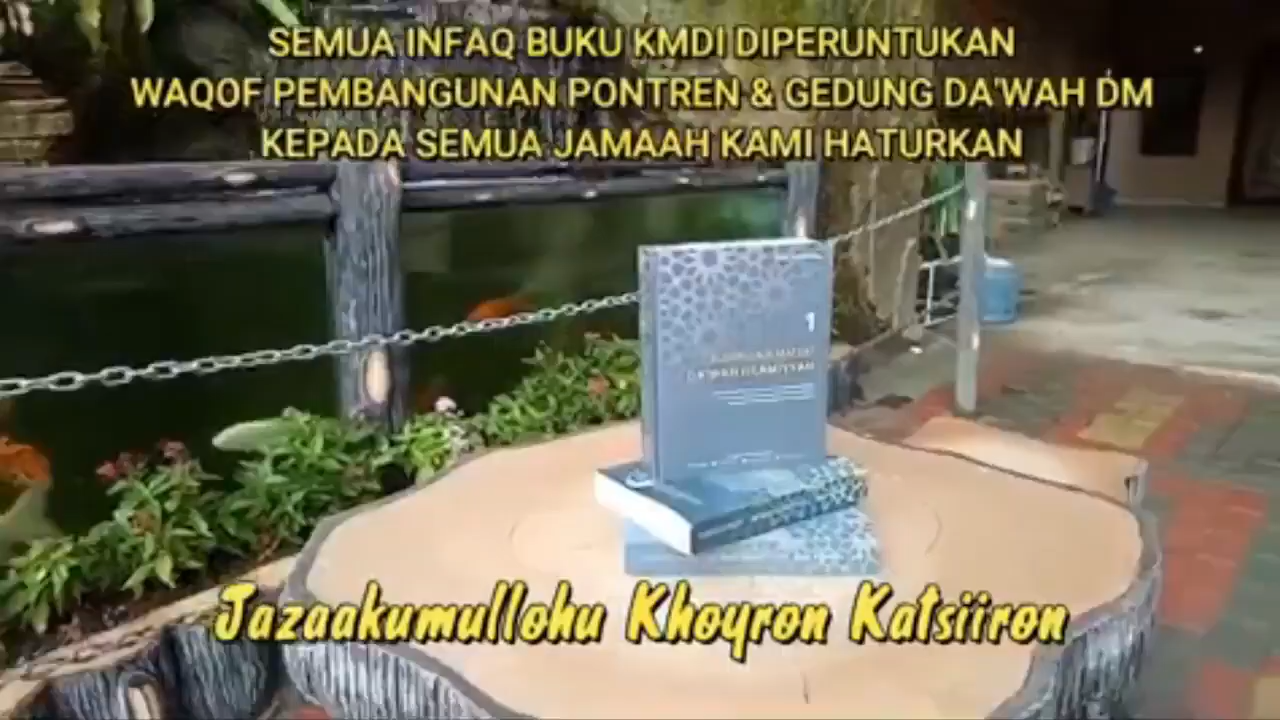 SEMUA INFAQ BUKU KMDI DIPERUNTUKAN
WAQOF PEMBANGUNAN PONTREN & GEDUNG DA'WAH DM
KEPADA SEMUA JAMAAH KAMI HATURKAN
1
Jazaakumullohu Khoyron Katsiiron